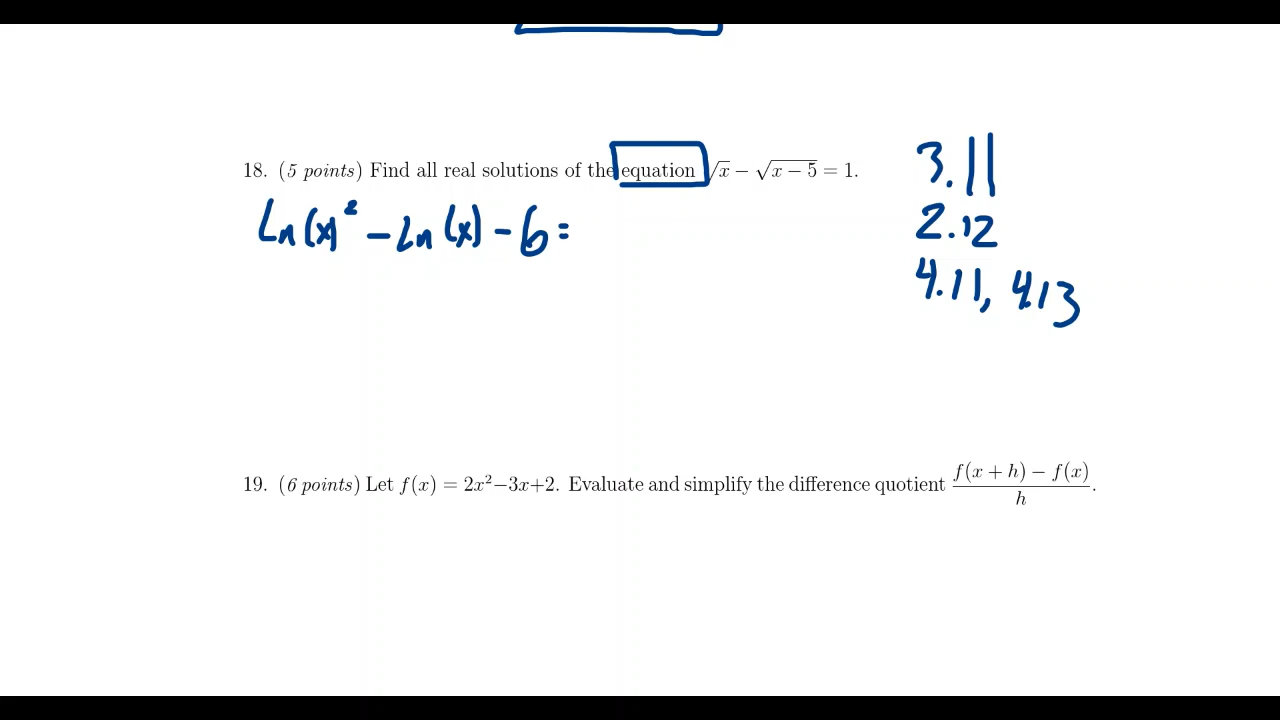 18. (5 points) Find all real solutions of the equation √x − √x − 5 = 1.
3.11
ln(x)² − ln(x) − 6 =
2.12
4.11, 4.13
19. (6 points) Let f(x) = 2x²−3x+2. Evaluate and simplify the difference quotient f(x + h) − f(x) / h.